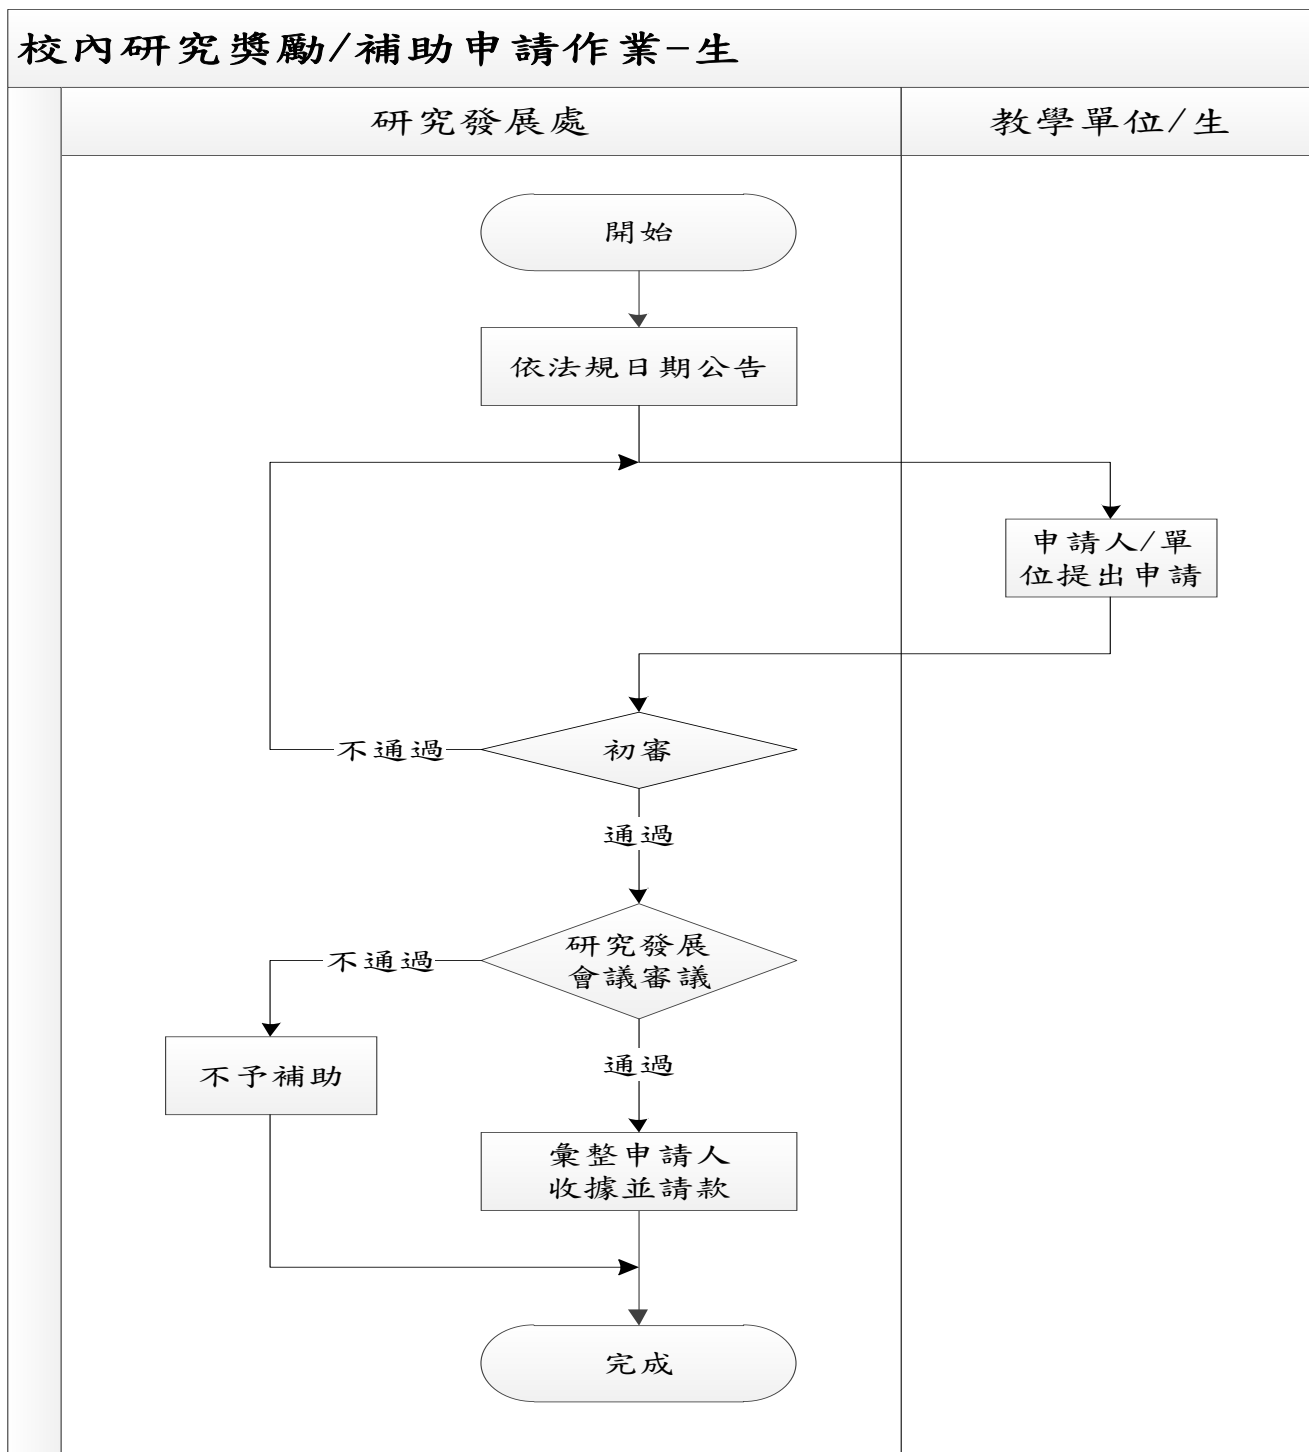 校內研究獎勵/補助申請作業-生
研究發展處
教學單位/生
開始
依法規日期公告
申請人/單
位提出申請
初審
不通過
通過
研究發展
會議審議
不通過
不予補助
通過
彙整申請人
收據並請款
完成